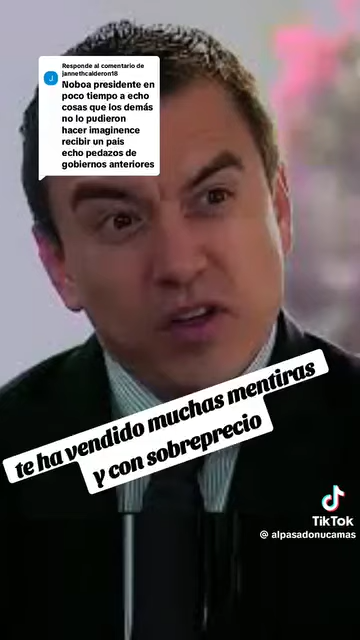 Responde al comentario de
jannethcalderon18
J
Noboa presidente en
poco tiempo a echo
cosas que los demás
no lo pudieron
hacer imaginence
recibir un pais
echo pedazos de
gobiernos anteriores
te ha vendido muchas mentiras
y con sobreprecio
TikTok
@ alpasadonucamas